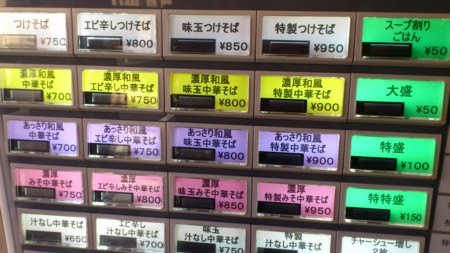 つけそば
¥750
エビ辛しつけそば
¥800
味玉つけそば
¥850
特製つけそば
¥950
スープ割り
ごはん
¥50
濃厚和風
中華そば
¥700
濃厚和風
エビ辛し中華そば
¥750
濃厚和風
味玉中華そば
¥800
濃厚和風
特製中華そば
¥900
大盛
¥50
あっさり和風
中華そば
¥700
あっさり和風
エビ辛し中華そば
¥750
あっさり和風
味玉中華そば
¥800
あっさり和風
特製中華そば
¥900
特盛
¥100
濃厚
みそ中華そば
¥750
濃厚
エビ辛しみそ中華そば
¥800
濃厚
味玉みそ中華そば
¥850
濃厚
特製みそ中華そば
¥950
特特盛
¥150
汁なし中華そば
¥650
エビ辛し
汁なし中華そば
¥700
味玉
汁なし中華そば
¥750
特製
汁なし中華そば
チャーシュー増し
2枚